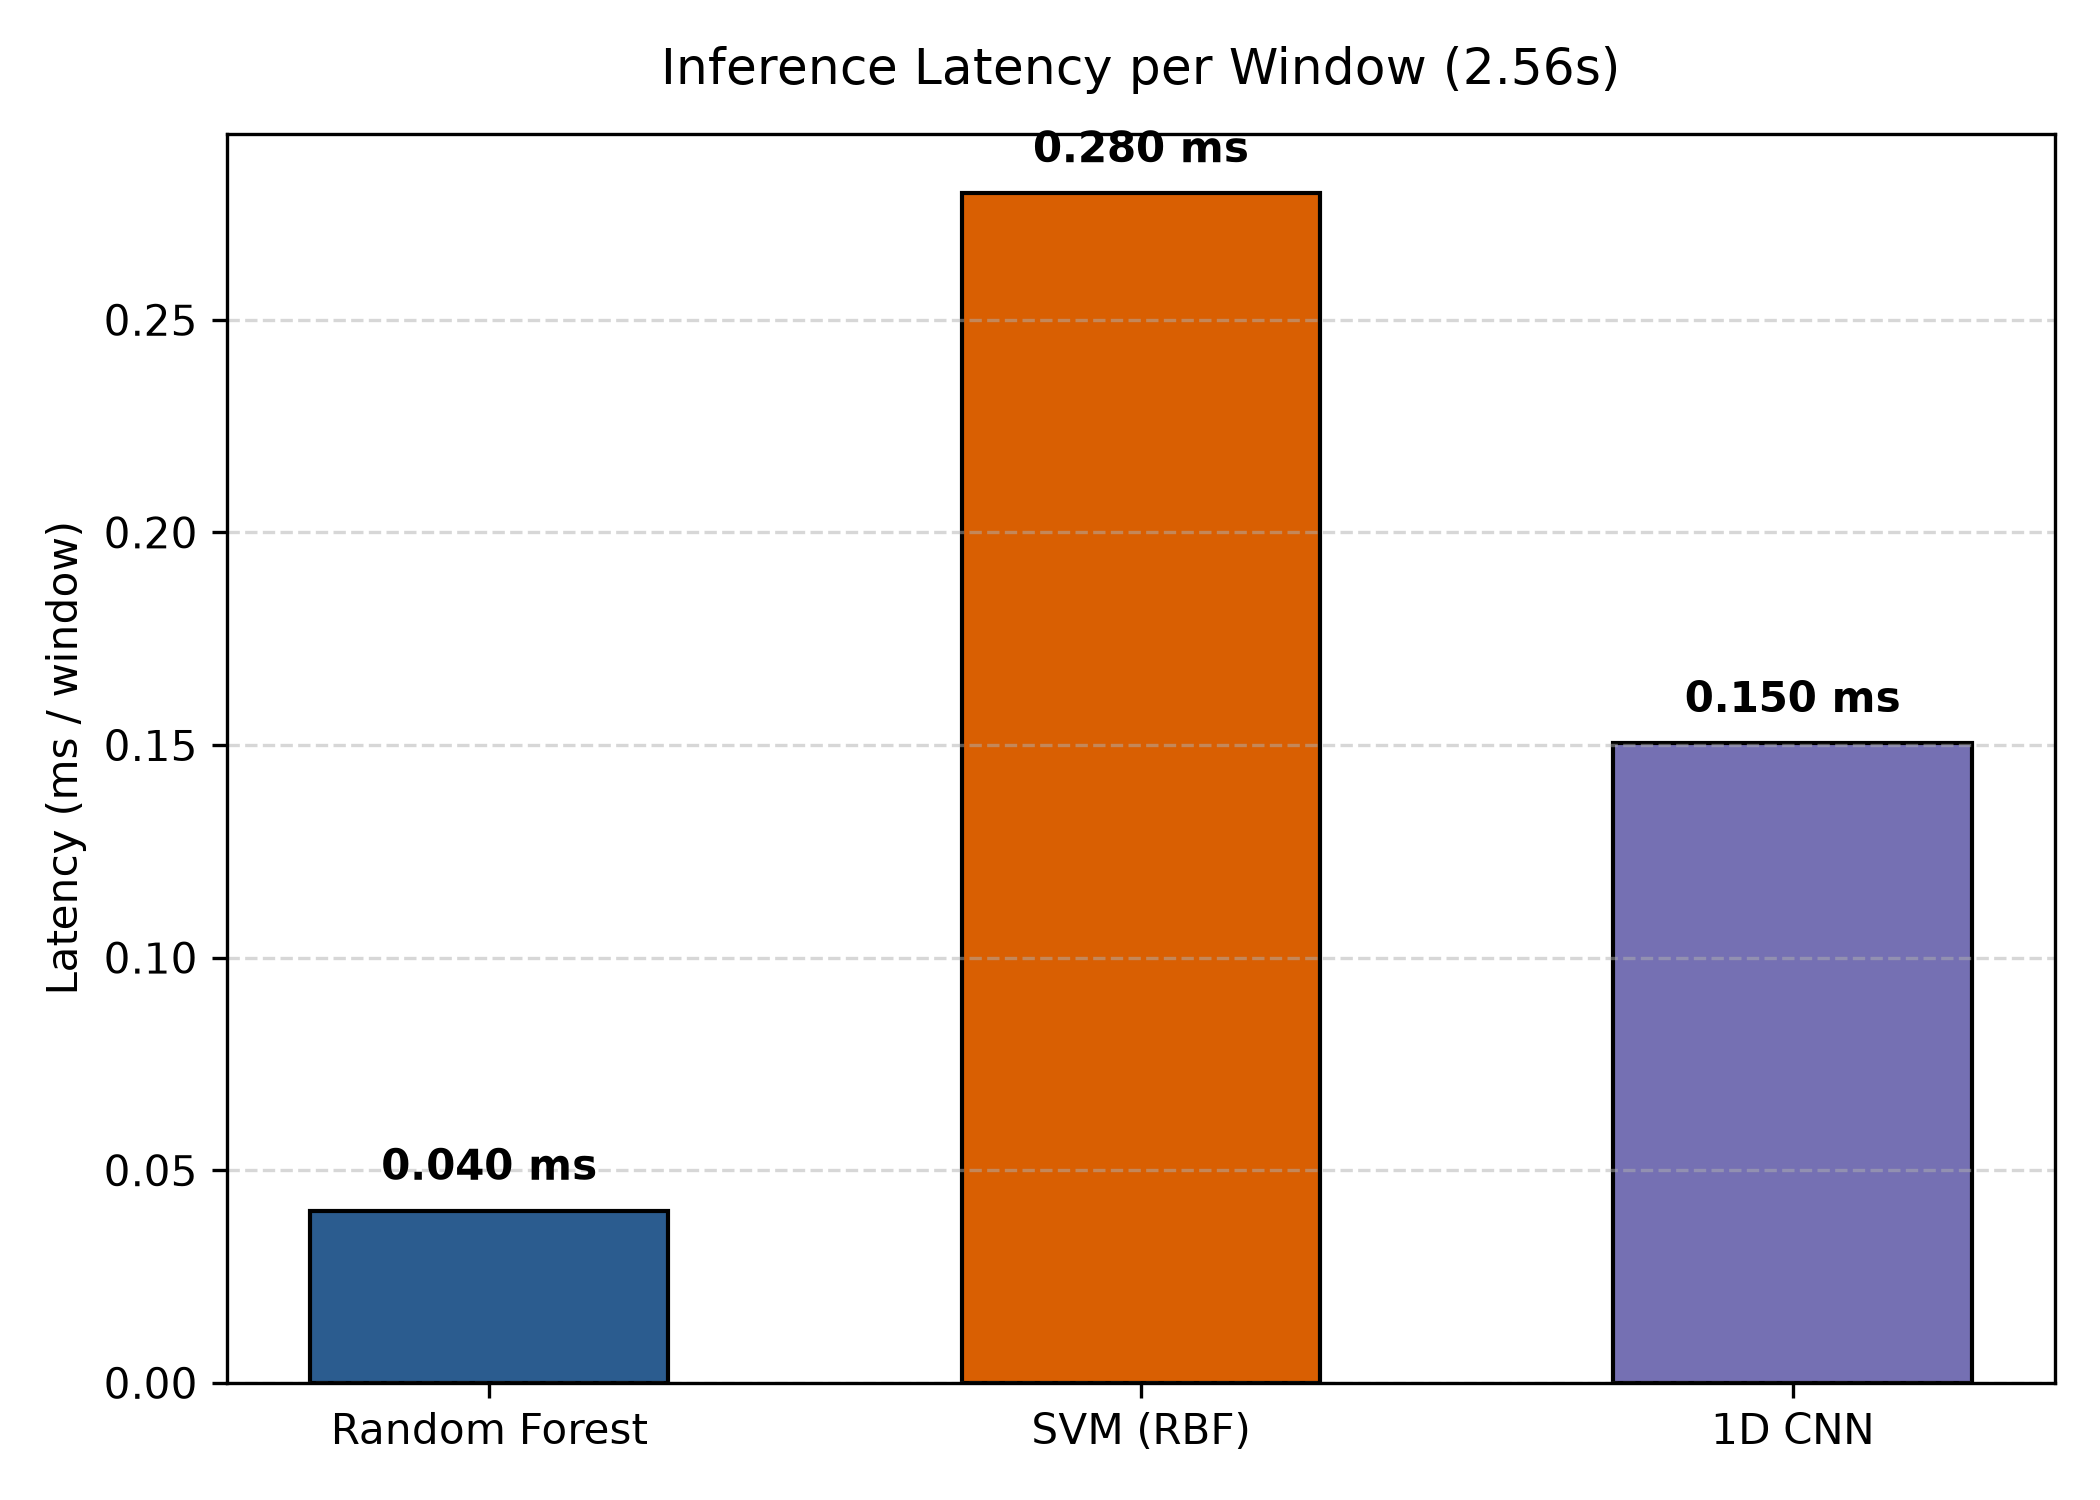 Inference Latency per Window (2.56s)
0.280 ms
0.25
0.20
0.150 ms
0.15
0.10
0.040 ms
0.05
0.00
Latency (ms / window)
Random Forest
SVM (RBF)
1D CNN